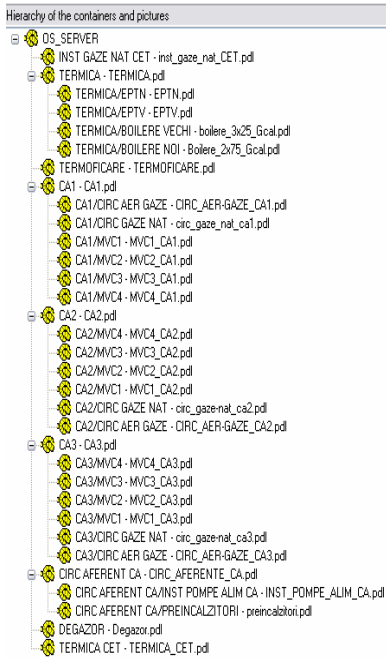 Hierarchy of the containers and pictures
OS_SERVER
INST GAZE NAT CET - inst_gaze_nat_CET.pdl
TERMICA - TERMICA.pdl
TERMICA/EPTN - EPTN.pdl
TERMICA/EPTV - EPTV.pdl
TERMICA/BOILERE VECHI - boilere_3x25_Gcal.pdl
TERMICA/BOILERE NOI - Boilere_2x75_Gcal.pdl
TERMOFICARE - TERMOFICARE.pdl
CA1 - CA1.pdl
CA1/CIRC AER GAZE - CIRC_AER-GAZE_CA1.pdl
CA1/CIRC GAZE NAT - circ_gaze_nat_ca1.pdl
CA1/MVC1 - MVC1_CA1.pdl
CA1/MVC2 - MVC2_CA1.pdl
CA1/MVC3 - MVC3_CA1.pdl
CA1/MVC4 - MVC4_CA1.pdl
CA2 - CA2.pdl
CA2/MVC4 - MVC4_CA2.pdl
CA2/MVC3 - MVC3_CA2.pdl
CA2/MVC2 - MVC2_CA2.pdl
CA2/MVC1 - MVC1_CA2.pdl
CA2/CIRC GAZE NAT - circ_gaze-nat_ca2.pdl
CA2/CIRC AER GAZE - CIRC_AER-GAZE_CA2.pdl
CA3 - CA3.pdl
CA3/MVC4 - MVC4_CA3.pdl
CA3/MVC3 - MVC3_CA3.pdl
CA3/MVC2 - MVC2_CA3.pdl
CA3/MVC1 - MVC1_CA3.pdl
CA3/CIRC GAZE NAT - circ_gaze-nat_ca3.pdl
CA3/CIRC AER GAZE - CIRC_AER-GAZE_CA3.pdl
CIRC AFERENT CA - CIRC_AFERENTE_CA.pdl
CIRC AFERENT CA/INST POMPE ALIM CA - INST_POMPE_ALIM_CA.pdl
CIRC AFERENT CA/PREINCALZITORI - preincalzitori.pdl
DEGAZOR - Degazor.pdl
TERMICA CET - TERMICA_CET.pdl